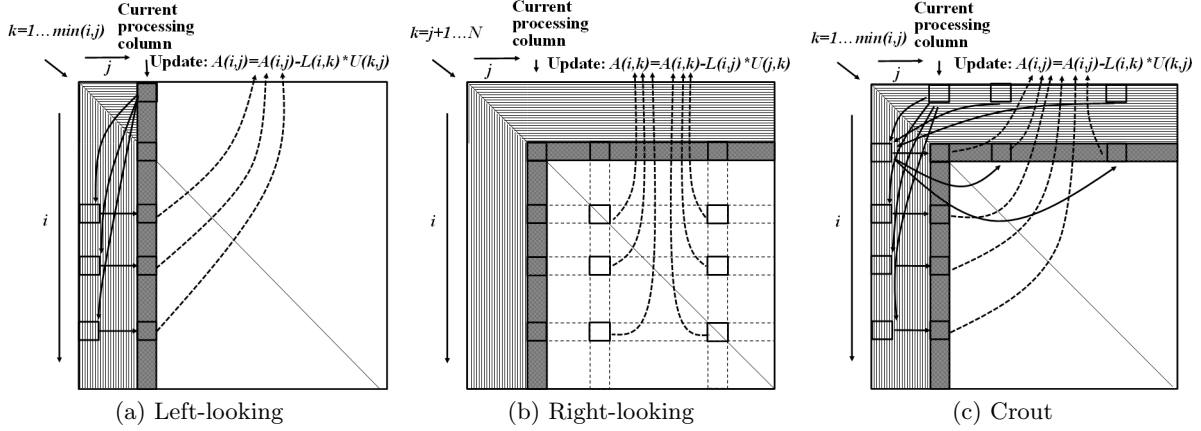 k=1…min(i,j)
Current
processing
column
j
Update: A(i,j)=A(i,j)-L(i,k)*U(k,j)
i
(a) Left-looking
k=j+1…N
Current
processing
column
j
Update: A(i,k)=A(i,k)-L(i,j)*U(j,k)
i
(b) Right-looking
k=1…min(i,j)
Current
processing
column
j
Update: A(i,j)=A(i,j)-L(i,k)*U(k,j)
i
(c) Crout